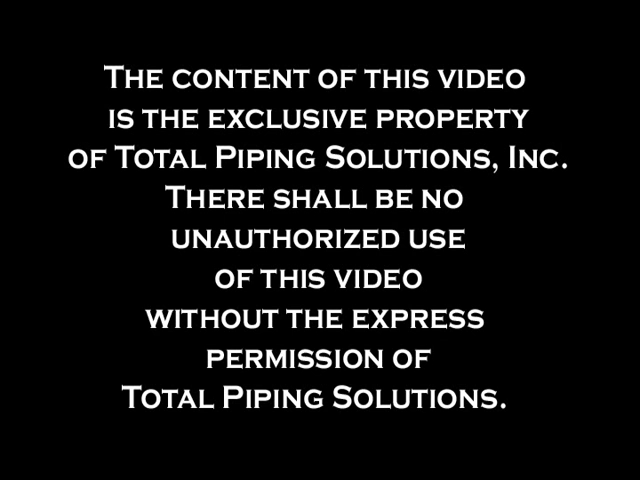 The content of this video
is the exclusive property
of Total Piping Solutions, Inc.
There shall be no
unauthorized use
of this video
without the express
permission of
Total Piping Solutions.